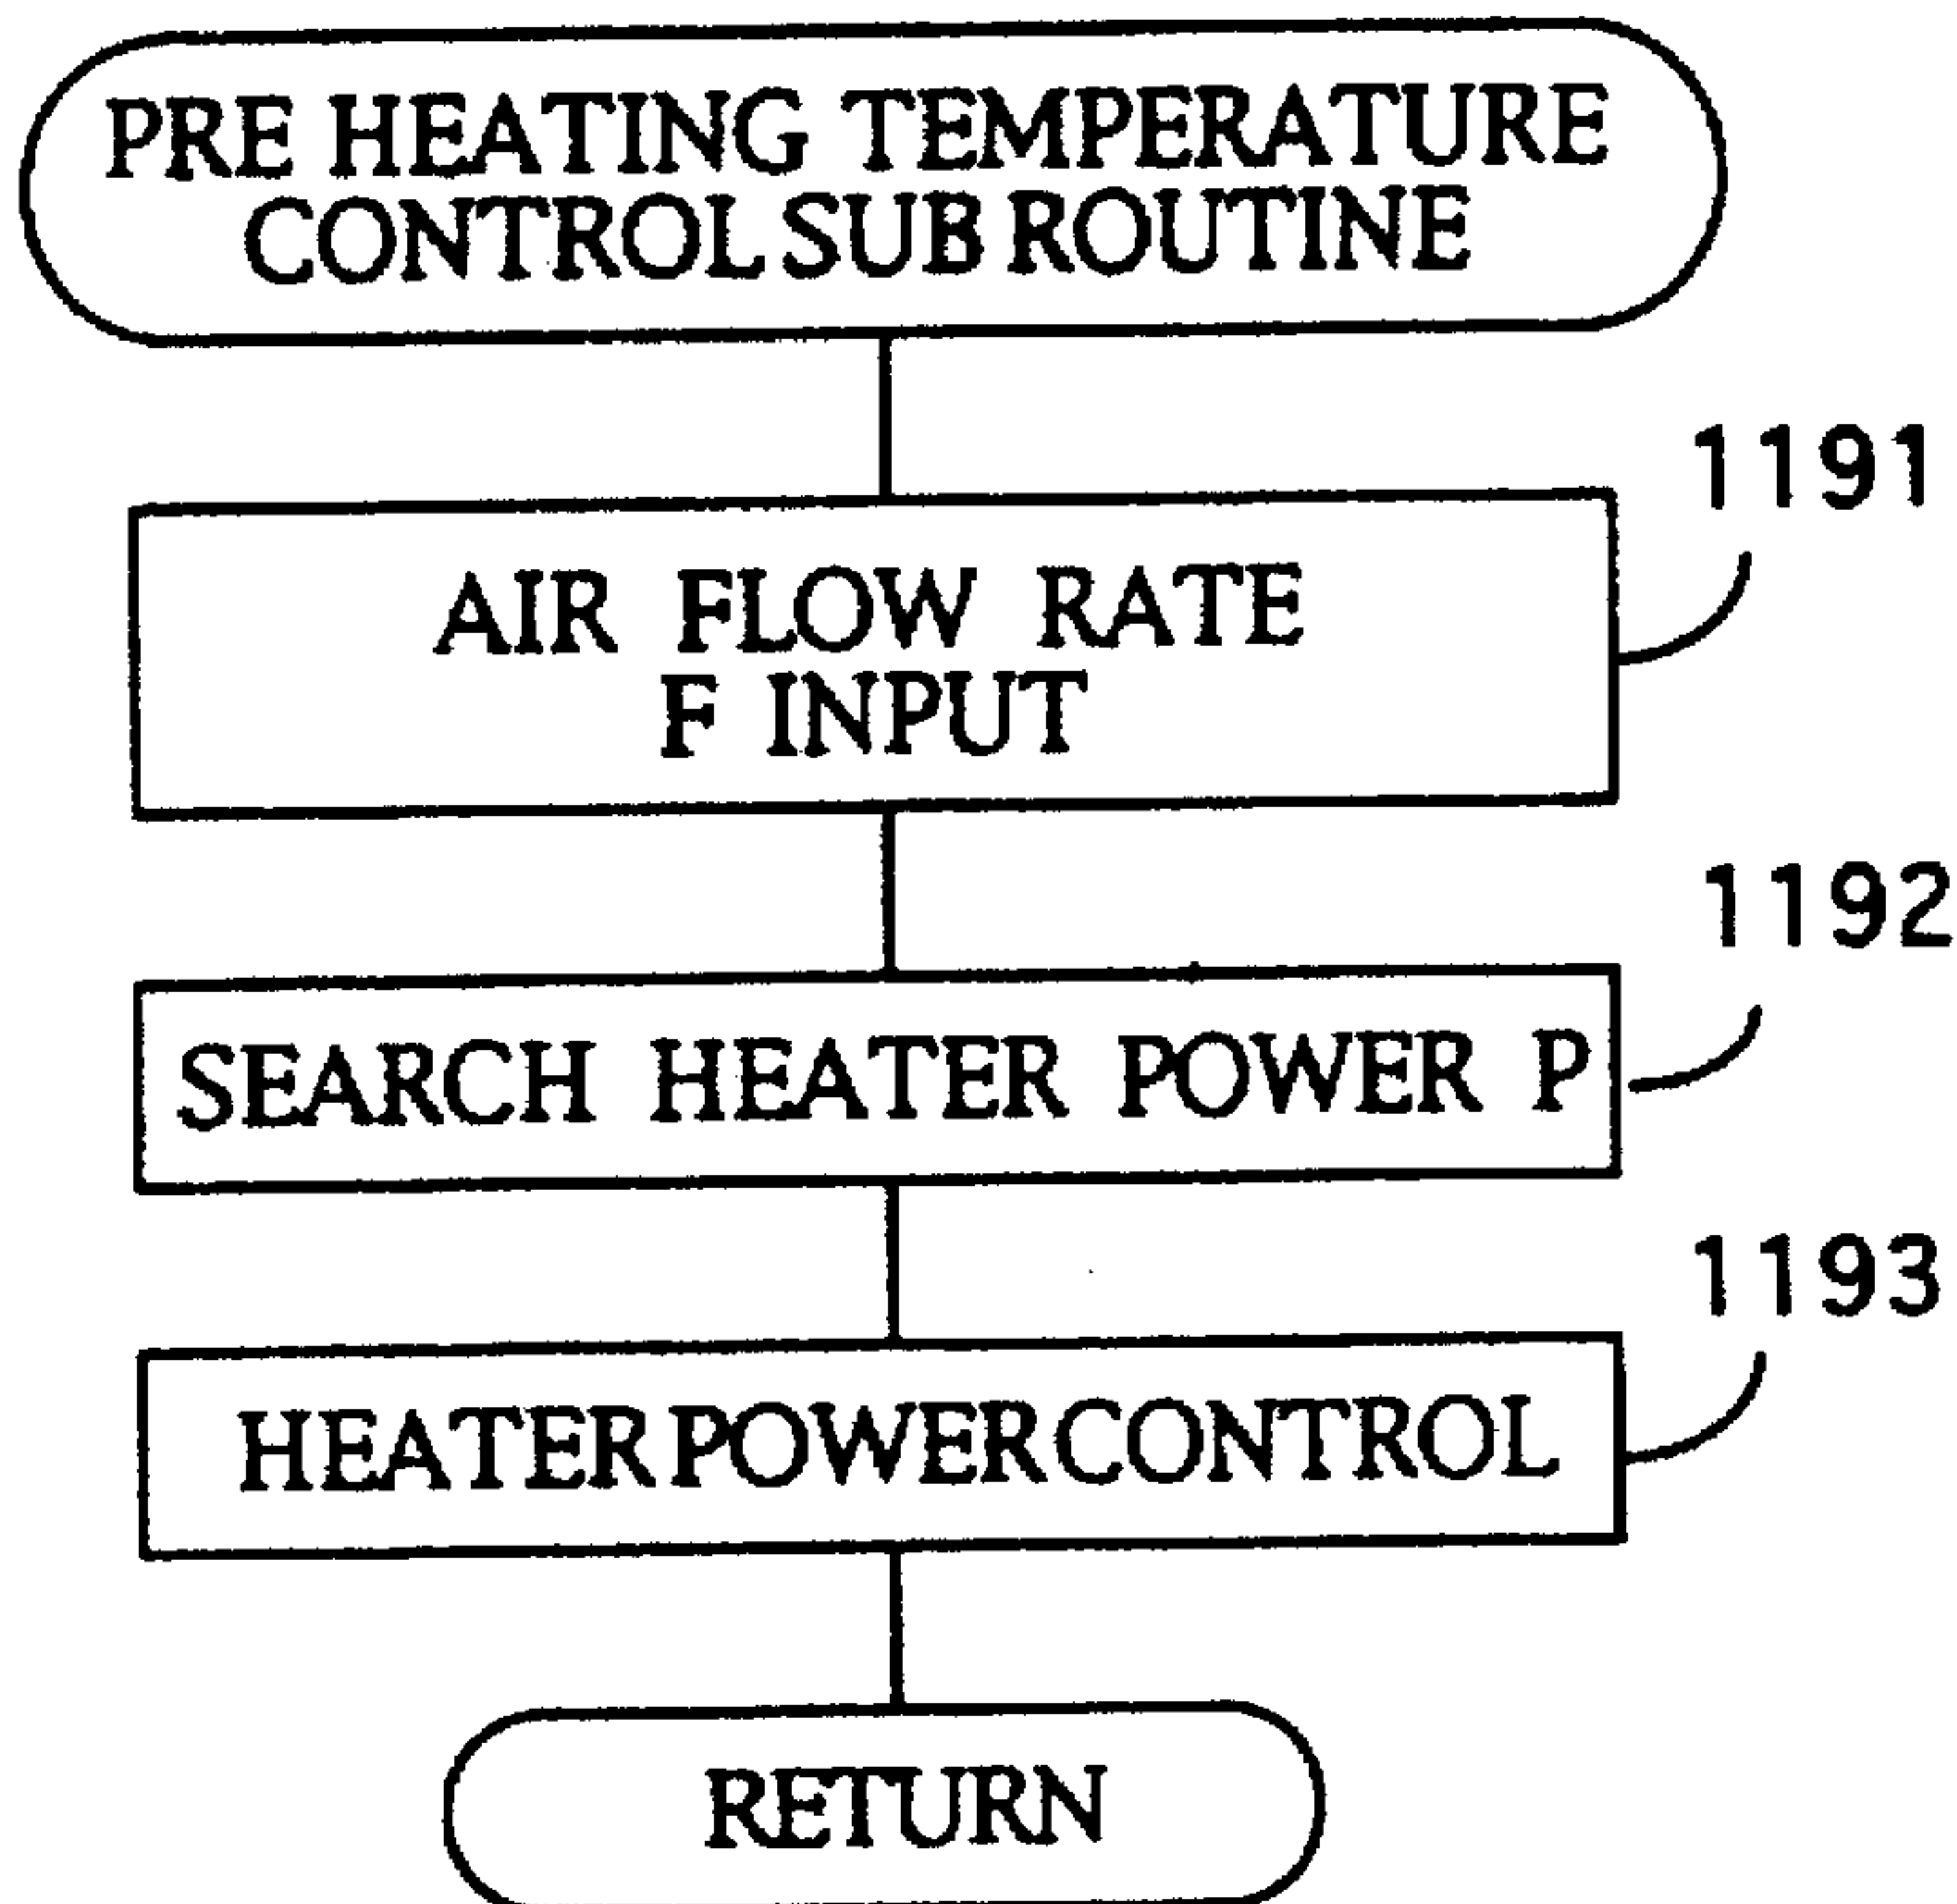 PRE HEATING TEMPERATURE
CONTROL SUB ROUTINE
1191
AIR FLOW RATE
F INPUT
1192
SEARCH HEATER POWER P
1193
HEATER POWER CONTROL
RETURN